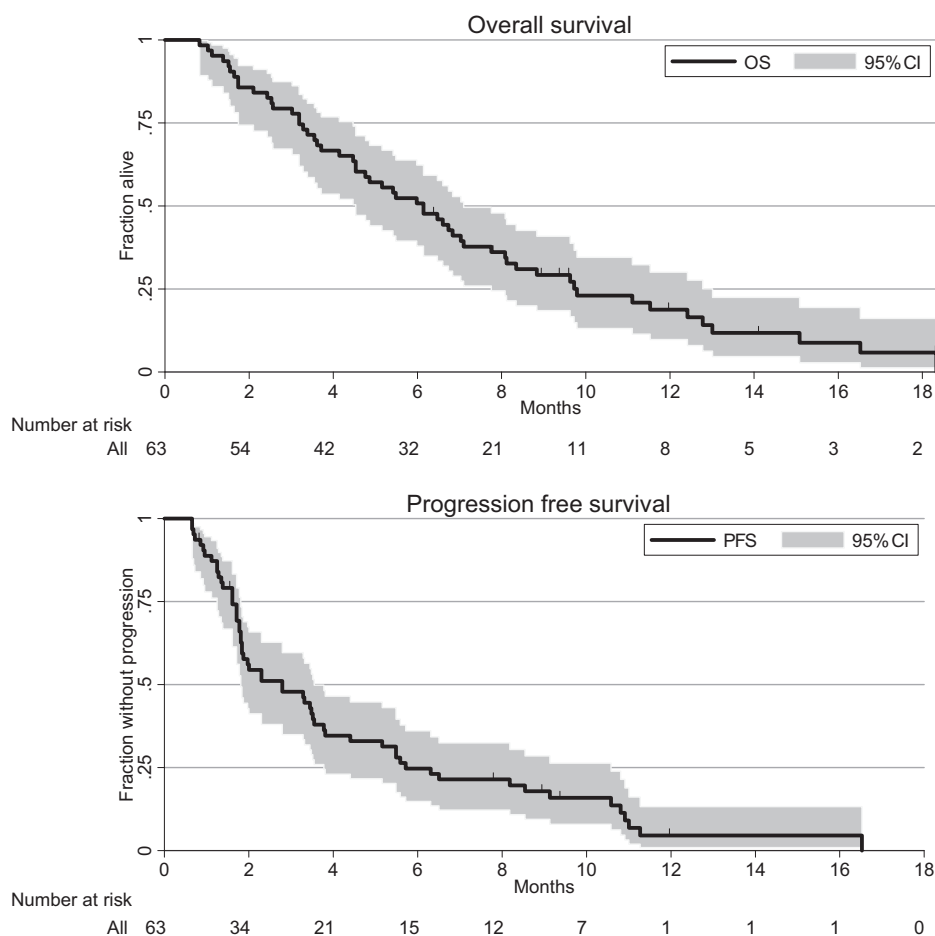 Overall survival
OS 95% CI
1
.75
.5
.25
0
Fraction alive
0 2 4 6 8 10 12 14 16 18
Months
Number at risk
All 63 54 42 32 21 11 8 5 3 2
Progression free survival
PFS 95% CI
1
.75
.5
.25
0
Fraction without progression
0 2 4 6 8 10 12 14 16 18
Months
Number at risk
All 63 34 21 15 12 7 1 1 1 0